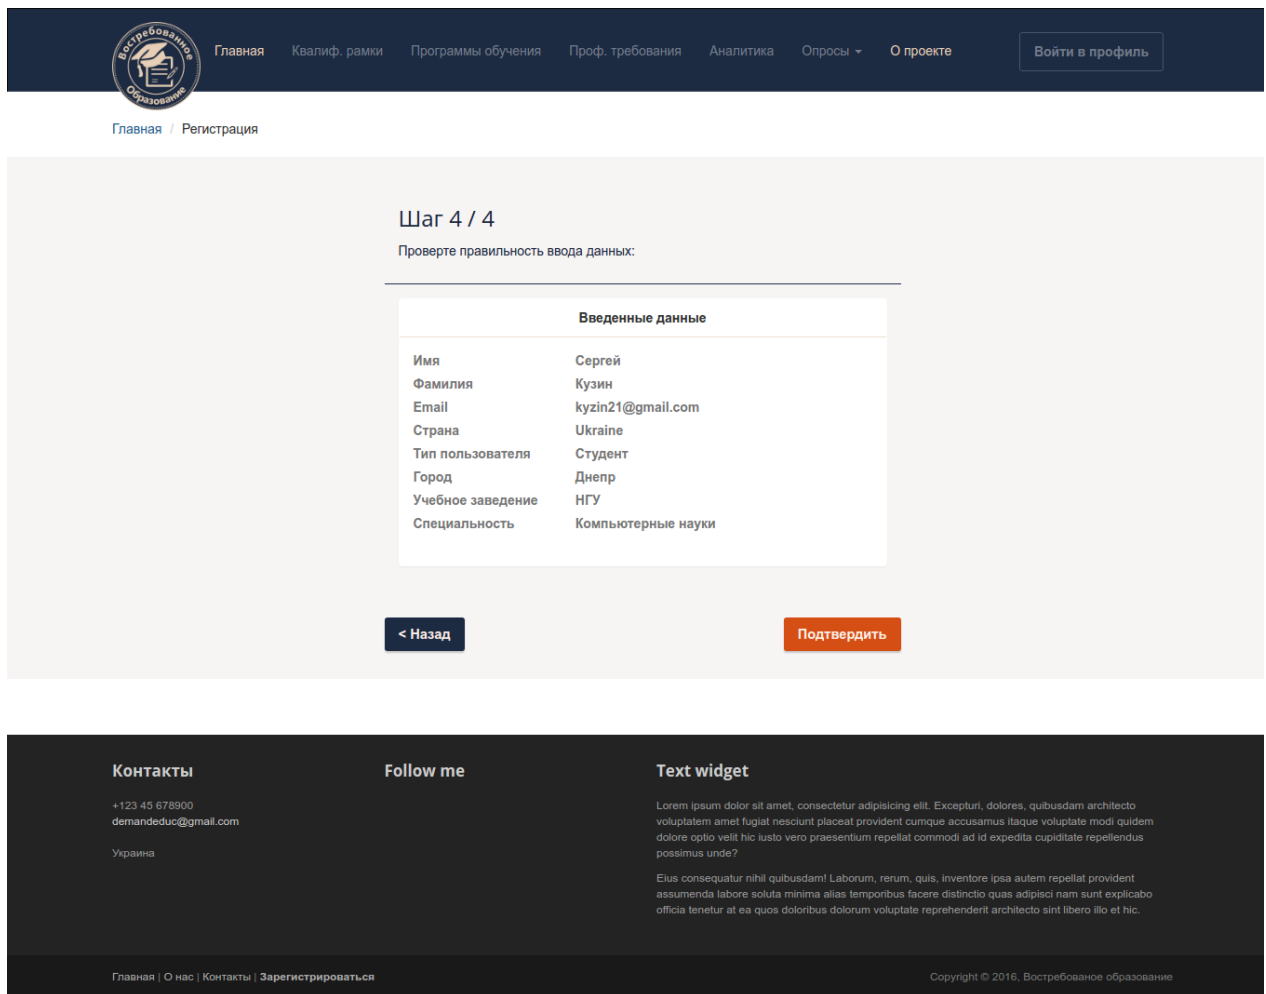 Востребованное
Образование
Главная Квалиф. рамки Программы обучения Проф. требования Аналитика Опросы О проекте Войти в профиль
Главная / Регистрация
Шаг 4 / 4
Проверте правильность ввода данных:
Введенные данные
Имя Сергей
Фамилия Кузин
Email kyzin21@gmail.com
Страна Ukraine
Тип пользователя Студент
Город Днепр
Учебное заведение НГУ
Специальность Компьютерные науки
< Назад Подтвердить
Контакты
+123 45 678900
demandeduc@gmail.com
Украина
Follow me
Text widget
Lorem ipsum dolor sit amet, consectetur adipisicing elit. Excepturi, dolores, quibusdam architecto
voluptatem amet fugiat nesciunt placeat provident cumque accusamus itaque voluptate modi quidem
dolore optio velit hic iusto vero praesentium repellat commodi ad id expedita cupiditate repellendus
possimus unde?
Eius consequatur nihil quibusdam! Laborum, rerum, quis, inventore ipsa autem repellat provident
assumenda labore soluta minima alias temporibus facere distinctio quas adipisci nam sunt explicabo
officia tenetur at ea quos doloribus dolorum voluptate reprehenderit architecto sint libero illo et hic.
Главная | О нас | Контакты | Зарегистрироваться
Copyright © 2016, Востребованое образование